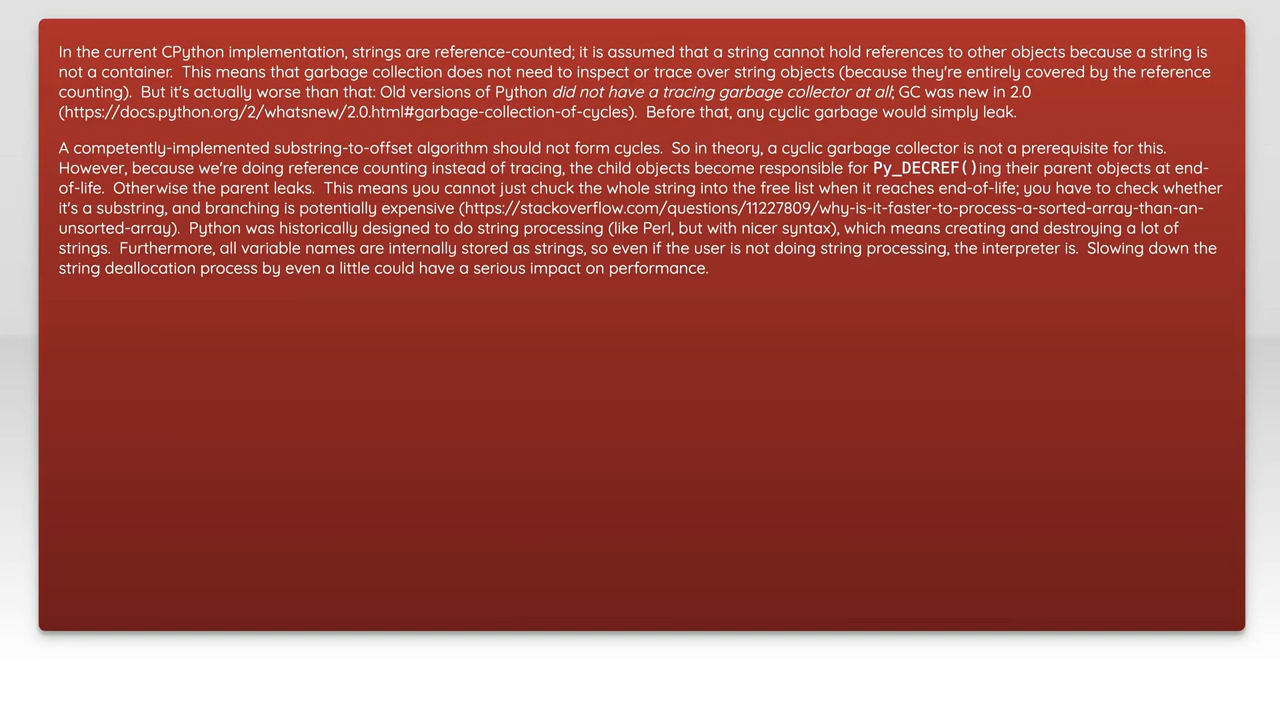 In the current CPython implementation, strings are reference-counted; it is assumed that a string cannot hold references to other objects because a string is
not a container.  This means that garbage collection does not need to inspect or trace over string objects (because they're entirely covered by the reference
counting).  But it's actually worse than that: Old versions of Python did not have a tracing garbage collector at all; GC was new in 2.0
(https://docs.python.org/2/whatsnew/2.0.html#garbage-collection-of-cycles).  Before that, any cyclic garbage would simply leak.
A competently-implemented substring-to-offset algorithm should not form cycles.  So in theory, a cyclic garbage collector is not a prerequisite for this.
However, because we're doing reference counting instead of tracing, the child objects become responsible for Py_DECREF()ing their parent objects at end-
of-life.  Otherwise the parent leaks.  This means you cannot just chuck the whole string into the free list when it reaches end-of-life; you have to check whether
it's a substring, and branching is potentially expensive (https://stackoverflow.com/questions/11227809/why-is-it-faster-to-process-a-sorted-array-than-an-
unsorted-array).  Python was historically designed to do string processing (like Perl, but with nicer syntax), which means creating and destroying a lot of
strings.  Furthermore, all variable names are internally stored as strings, so even if the user is not doing string processing, the interpreter is.  Slowing down the
string deallocation process by even a little could have a serious impact on performance.